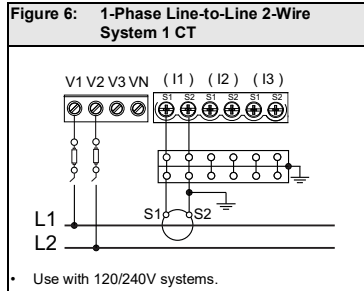 Figure 6: 1-Phase Line-to-Line 2-Wire
System 1 CT
V1 V2 V3 VN ( I1 ) ( I2 ) ( I3 )
S1 S2 S1 S2 S1 S2
S1 S2
L1
L2
• Use with 120/240V systems.